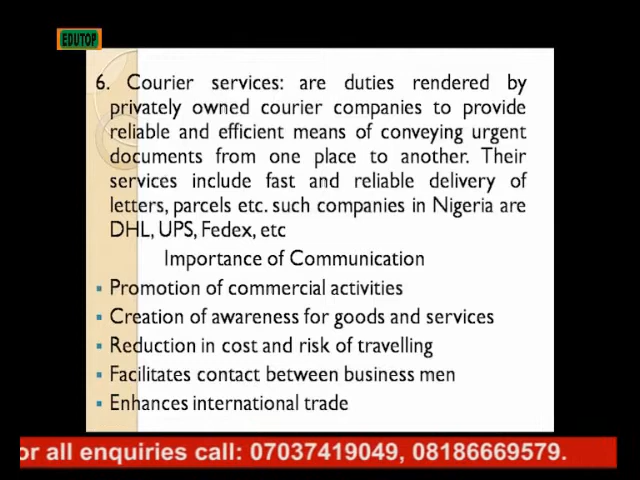 EDUTOP
6. Courier services: are duties rendered by
privately owned courier companies to provide
reliable and efficient means of conveying urgent
documents from one place to another. Their
services include fast and reliable delivery of
letters, parcels etc. such companies in Nigeria are
DHL, UPS, Fedex, etc
Importance of Communication
▪ Promotion of commercial activities
▪ Creation of awareness for goods and services
▪ Reduction in cost and risk of travelling
▪ Facilitates contact between business men
▪ Enhances international trade
or all enquiries call: 07037419049, 08186669579.